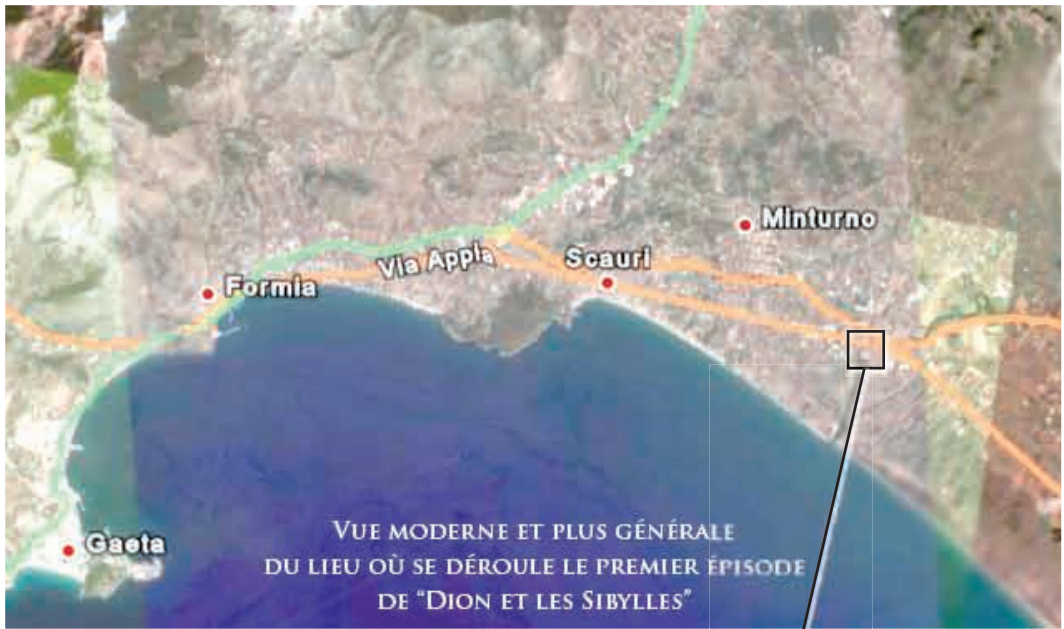 Minturno
Via Appia
Scauri
Formia
VUE MODERNE ET PLUS GÉNÉRALE
DU LIEU OÙ SE DÉROULE LE PREMIER ÉPISODE
DE “DION ET LES SIBYLLES”
Gaeta